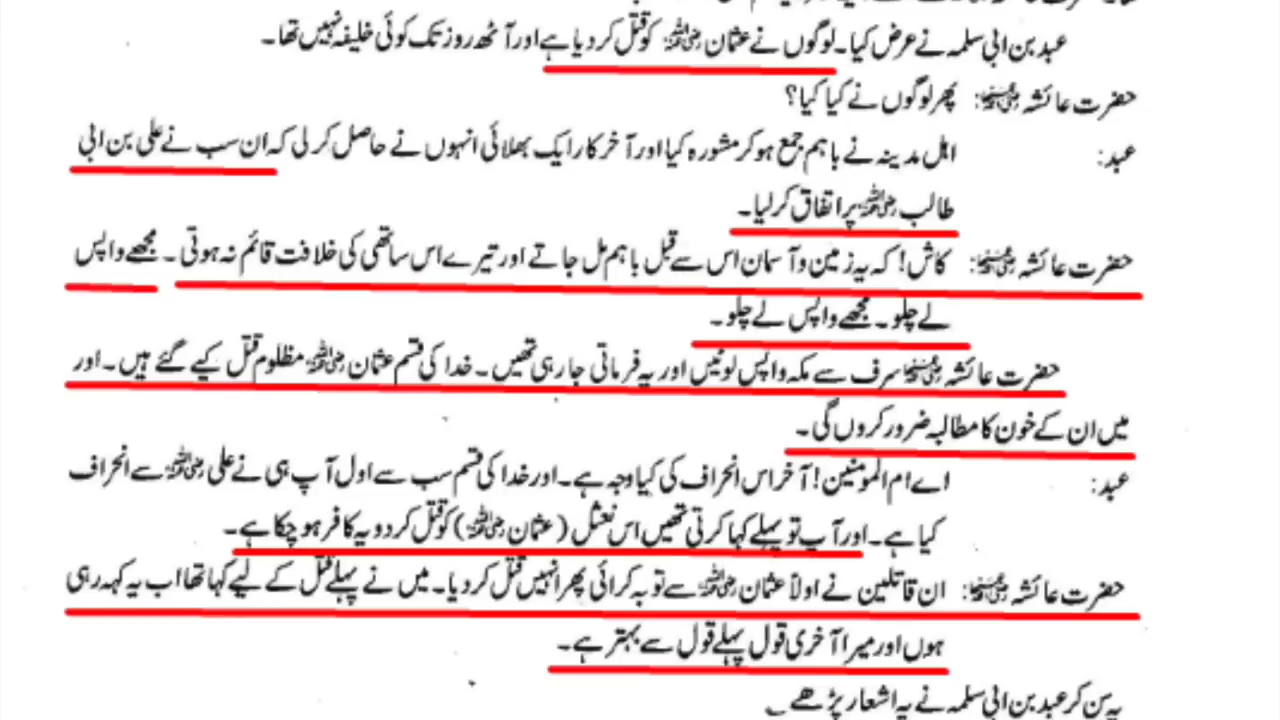 عبد بن ابی سلمہ نے عرض کیا۔ لوگوں نے عثمان رضی اللہ عنہ کو قتل کر دیا ہے اور آٹھ روز تک کوئی خلیفہ نہیں تھا۔
حضرت عائشہ رضی اللہ عنہا: پھر لوگوں نے کیا کیا؟
عبد: اہل مدینہ نے باہم جمع ہو کر مشورہ کیا اور آخر کار ایک بھلائی انہوں نے حاصل کر لی کہ ان سب نے علی بن ابی
طالب رضی اللہ عنہ پر اتفاق کر لیا۔
حضرت عائشہ رضی اللہ عنہا: کاش! کہ یہ زمین و آسمان اس سے قبل باہم مل جاتے اور تیرے اس ساتھی کی خلافت قائم نہ ہوتی۔ مجھے واپس
لے چلو۔ مجھے واپس لے چلو۔
حضرت عائشہ رضی اللہ عنہا سرف سے مکہ واپس لوٹیں اور یہ فرماتی جا رہی تھیں۔ خدا کی قسم عثمان رضی اللہ عنہ مظلوم قتل کیے گئے ہیں۔ اور
میں ان کے خون کا مطالبہ ضرور کروں گی۔
عبد: اے ام المومنین! آخر اس انحراف کی کیا وجہ ہے۔ اور خدا کی قسم سب سے اول آپ ہی نے علی رضی اللہ عنہ سے انحراف
کیا ہے۔ اور آپ تو پہلے کہا کرتی تھیں اس نعثل (عثمان رضی اللہ عنہ) کو قتل کر دو یہ کافر ہو چکا ہے۔
حضرت عائشہ رضی اللہ عنہا: ان قاتلین نے اولاً عثمان رضی اللہ عنہ سے توبہ کرائی پھر انہیں قتل کر دیا۔ میں نے پہلے قتل کے لیے کہا تھا اب یہ کہہ رہی
ہوں اور میرا آخری قول پہلے قول سے بہتر ہے۔
یہ سن کر عبد بن ابی سلمہ نے یہ اشعار پڑھے۔